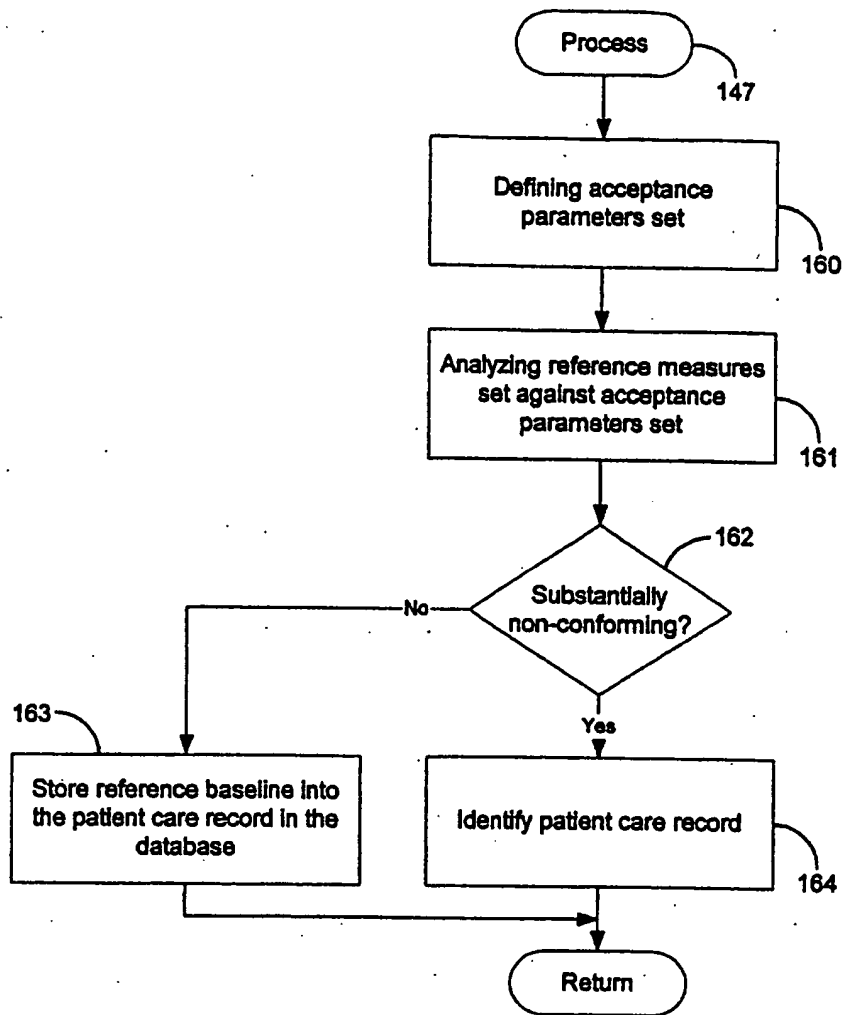 Process
147
Defining acceptance
parameters set
160
Analyzing reference measures
set against acceptance
parameters set
161
162
Substantially
non-conforming?
No
Yes
163
Store reference baseline into
the patient care record in the
database
Identify patient care record
164
Return